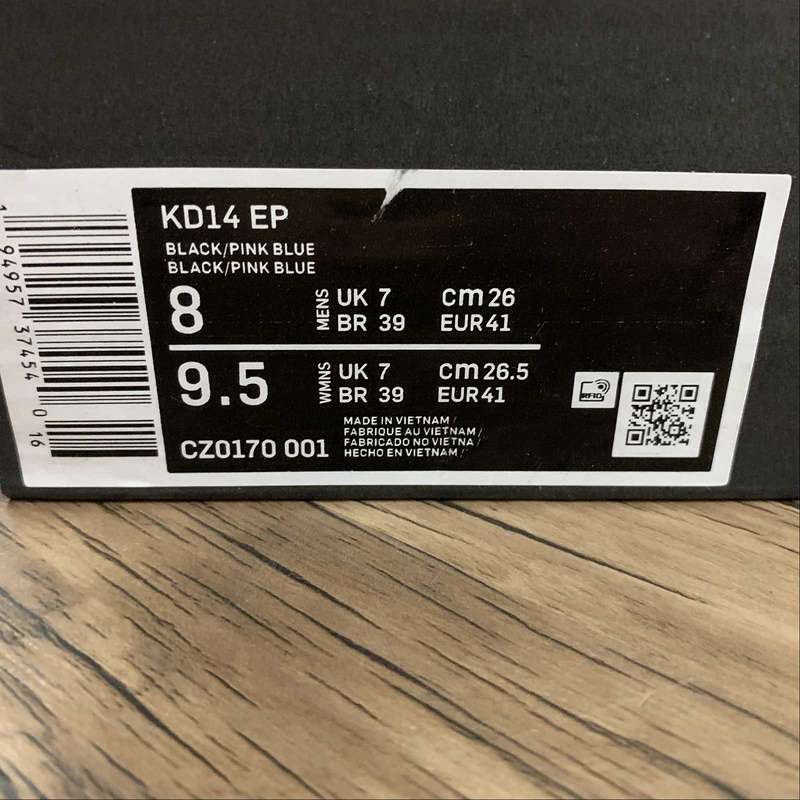 KD14 EP
BLACK/PINK BLUE
BLACK/PINK BLUE
8 MENS UK 7 cm 26
BR 39 EUR 41
9.5 WMNS UK 7 cm 26.5
BR 39 EUR 41
CZ0170 001
MADE IN VIETNAM /
FABRIQUE AU VIETNAM /
FABRICADO NO VIETNA /
HECHO EN VIETNAM /
RFID
1 94957 37454 0 16